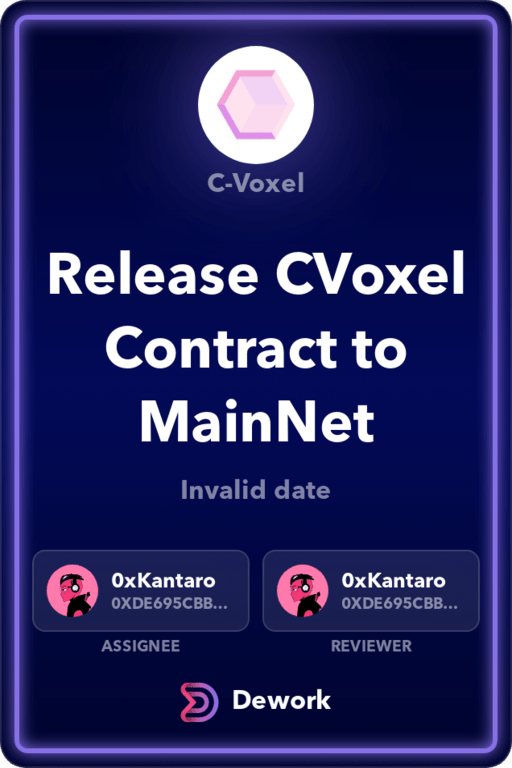 C-Voxel
Release CVoxel
Contract to
MainNet
Invalid date
0xKantaro
0XDE695CBB...
0xKantaro
0XDE695CBB...
ASSIGNEE
REVIEWER
Dework